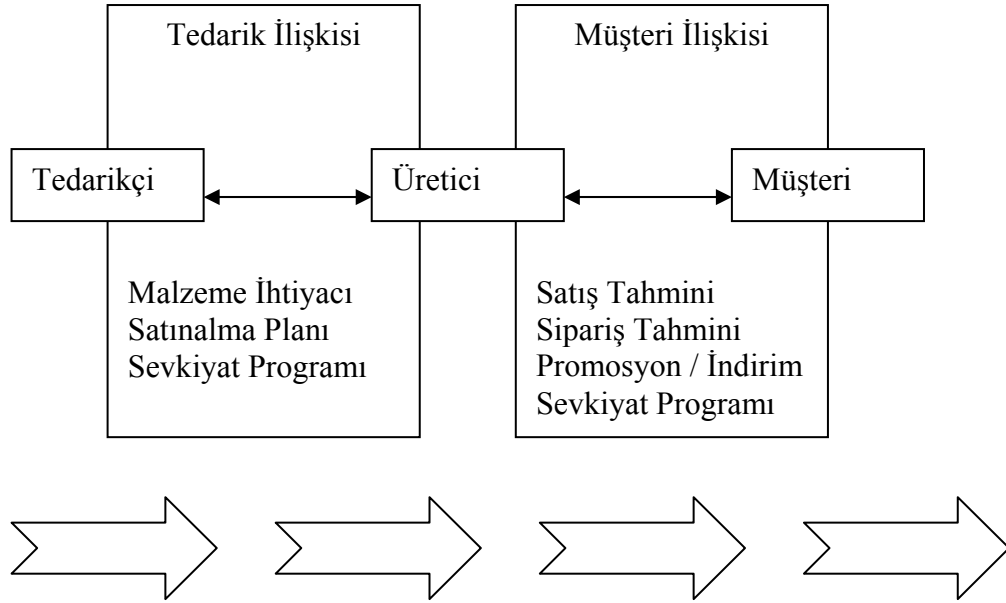 Tedarik İlişkisi
Müşteri İlişkisi
Tedarikçi
Üretici
Müşteri
Malzeme İhtiyacı
Satınalma Planı
Sevkiyat Programı
Satış Tahmini
Sipariş Tahmini
Promosyon / İndirim
Sevkiyat Programı